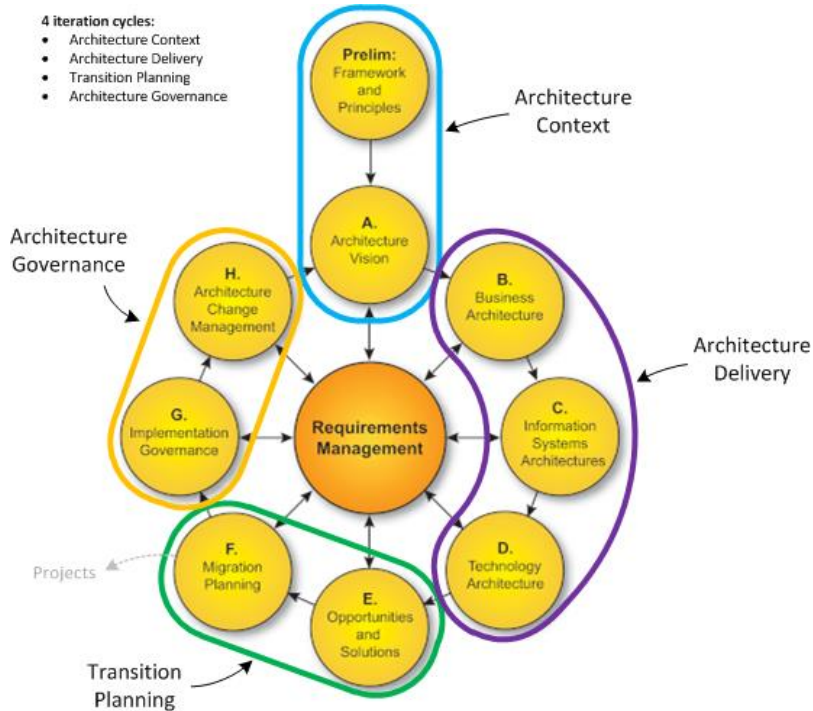 4 iteration cycles:
• Architecture Context
• Architecture Delivery
• Transition Planning
• Architecture Governance
Prelim:
Framework
and
Principles
Architecture
Context
A.
Architecture
Vision
Architecture
Governance
H.
Architecture
Change
Management
B.
Business
Architecture
Architecture
Delivery
G.
Implementation
Governance
Requirements
Management
C.
Information
Systems
Architectures
F.
Migration
Planning
Projects
D.
Technology
Architecture
E.
Opportunities
and
Solutions
Transition
Planning